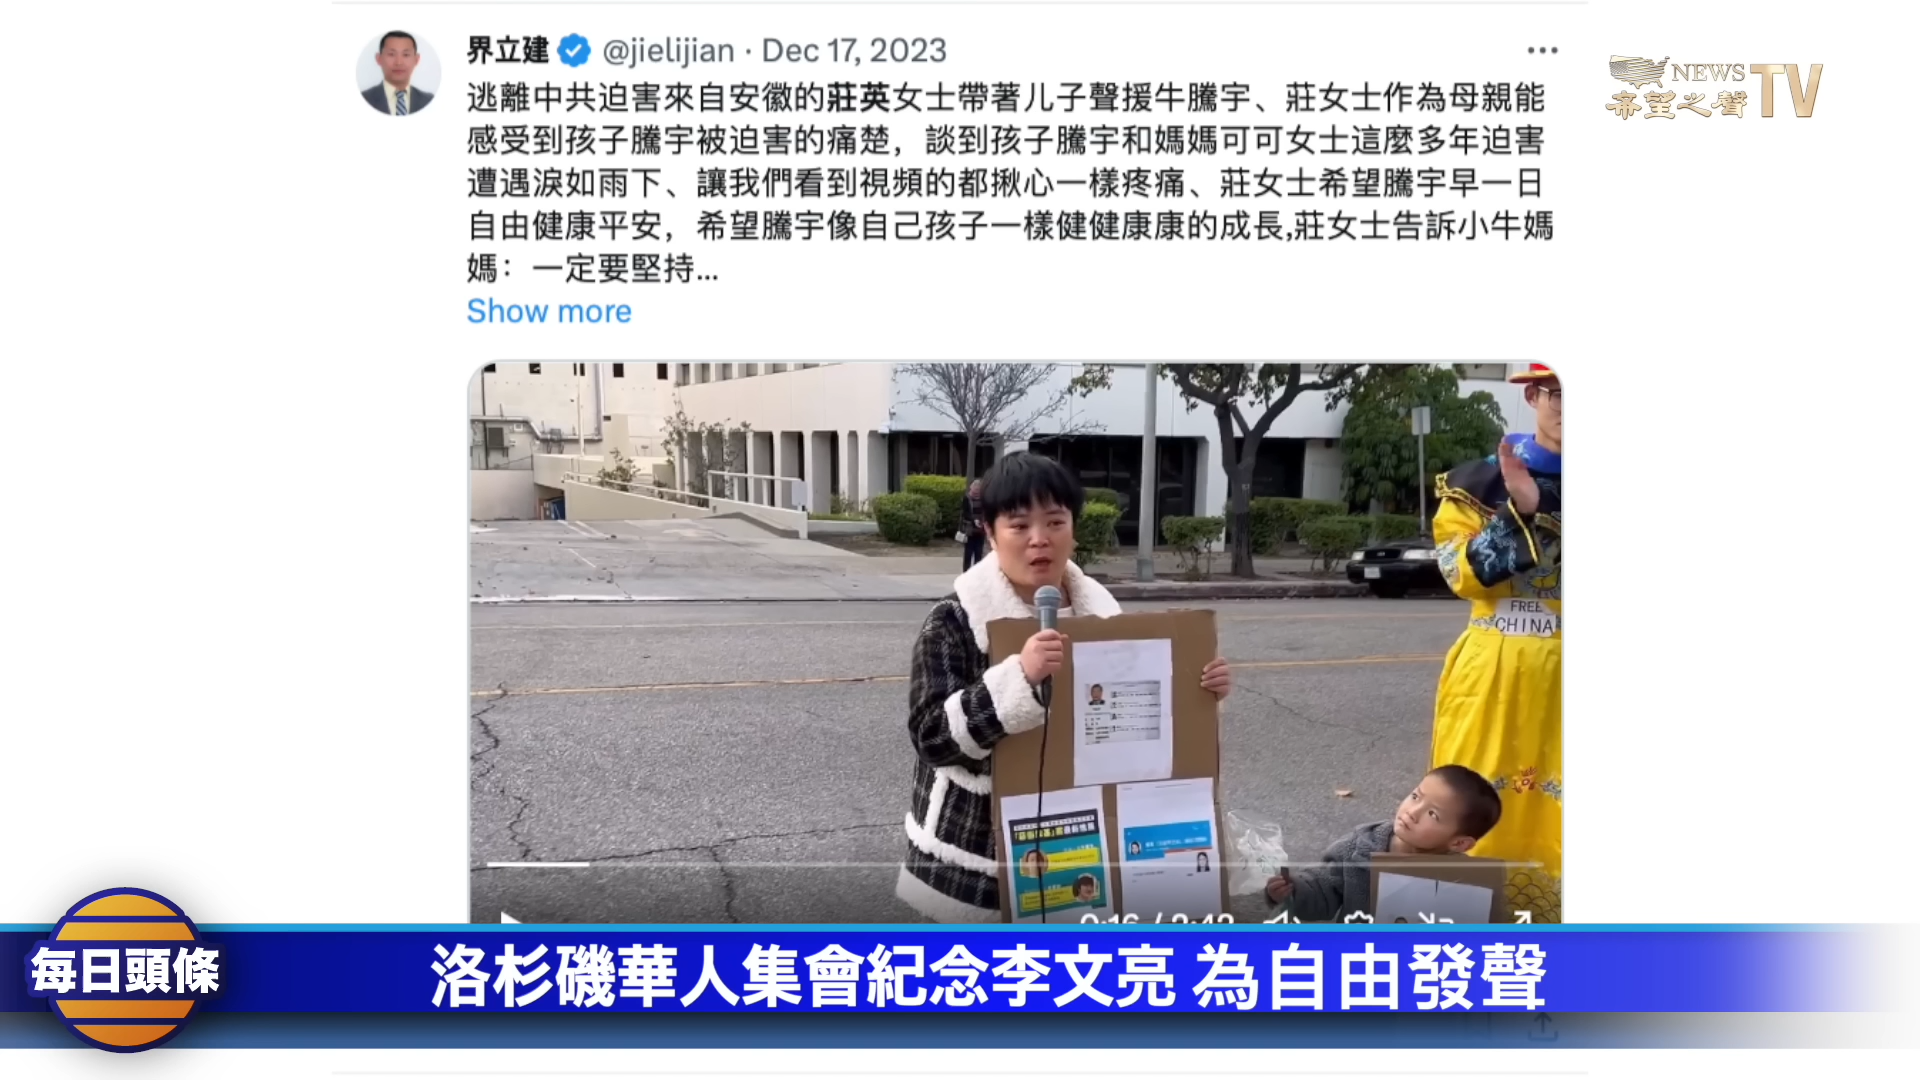 界立建 @jielijian · Dec 17, 2023
NEWS
希望之聲TV
逃離中共迫害來自安徽的莊英女士帶著儿子聲援牛騰宇、莊女士作為母親能
感受到孩子騰宇被迫害的痛楚，談到孩子騰宇和媽媽可可女士這麼多年迫害
遭遇淚如雨下、讓我們看到視頻的都揪心一樣疼痛、莊女士希望騰宇早一日
自由健康平安，希望騰宇像自己孩子一樣健健康康的成長,莊女士告訴小牛媽
媽：一定要堅持...
Show more
FREE
CHINA
0:16 / 2:42
每日頭條
洛杉磯華人集會紀念李文亮 為自由發聲